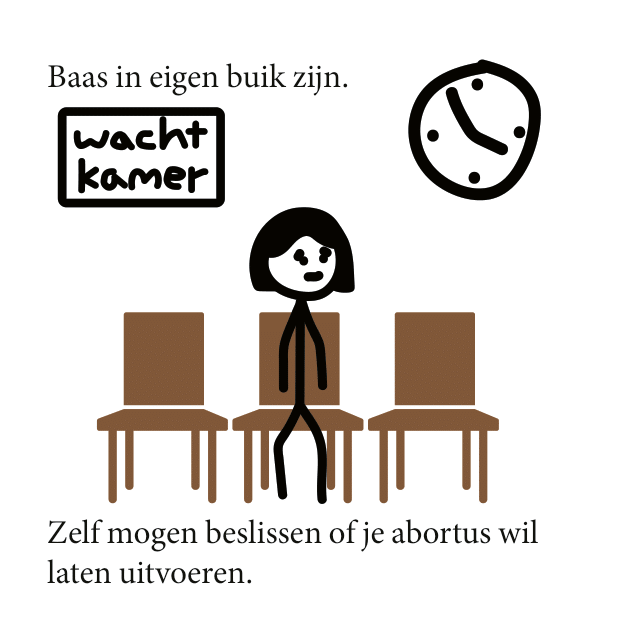 Baas in eigen buik zijn.
wacht
kamer
Zelf mogen beslissen of je abortus wil
laten uitvoeren.